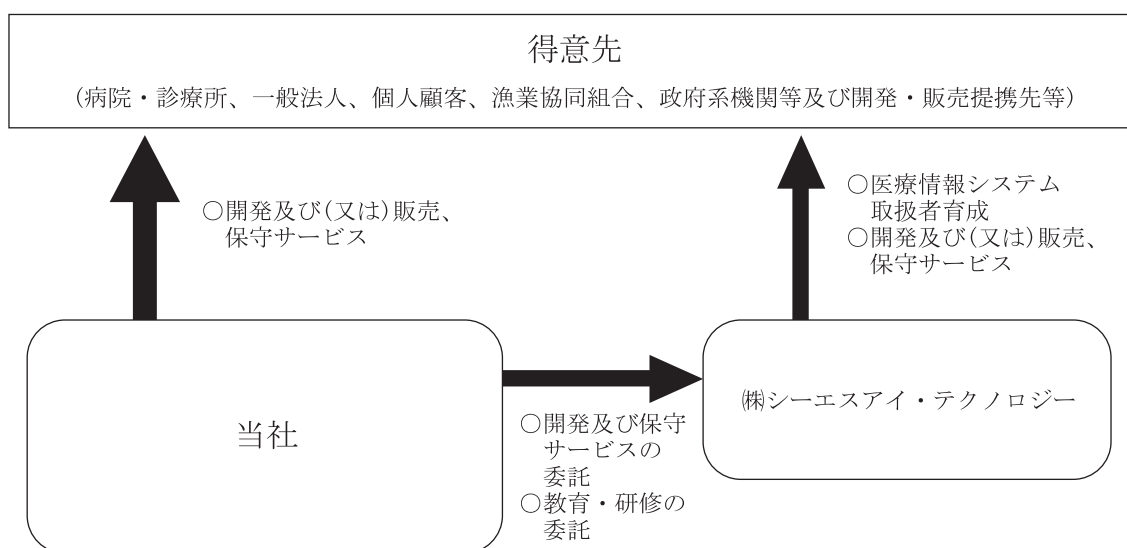 得意先
(病院・診療所、一般法人、個人顧客、漁業協同組合、政府系機関等及び開発・販売提携先等)
○開発及び(又は)販売、
保守サービス
○医療情報システム
取扱者育成
○開発及び(又は)販売、
保守サービス
当社
○開発及び保守
サービスの
委託
○教育・研修の
委託
㈱シーエスアイ・テクノロジー